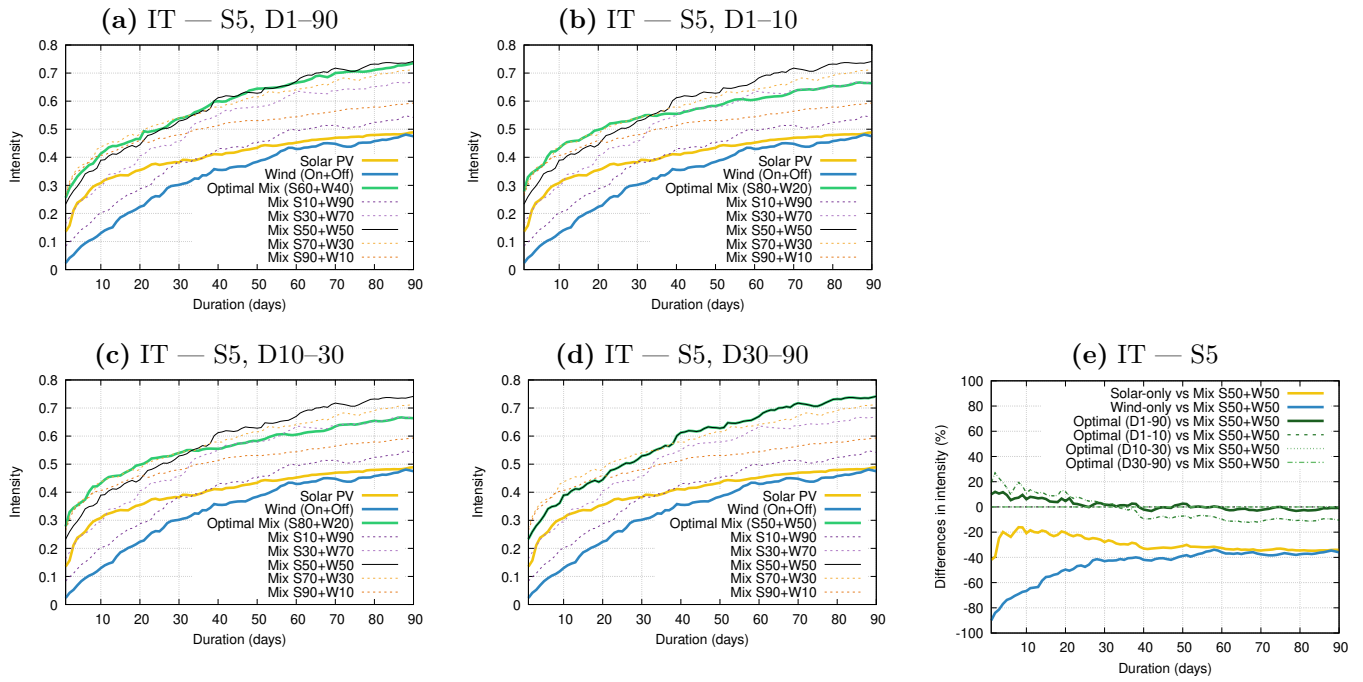 (a) IT — S5, D1–90
0.8
0.7
0.6
0.5
0.4
0.3
0.2
0.1
0
Intensity
Solar PV
Wind (On+Off)
Optimal Mix (S60+W40)
Mix S10+W90
Mix S30+W70
Mix S50+W50
Mix S70+W30
Mix S90+W10
10 20 30 40 50 60 70 80 90
Duration (days)
(b) IT — S5, D1–10
0.8
0.7
0.6
0.5
0.4
0.3
0.2
0.1
0
Intensity
Solar PV
Wind (On+Off)
Optimal Mix (S80+W20)
Mix S10+W90
Mix S30+W70
Mix S50+W50
Mix S70+W30
Mix S90+W10
10 20 30 40 50 60 70 80 90
Duration (days)
(c) IT — S5, D10–30
0.8
0.7
0.6
0.5
0.4
0.3
0.2
0.1
0
Intensity
Solar PV
Wind (On+Off)
Optimal Mix (S80+W20)
Mix S10+W90
Mix S30+W70
Mix S50+W50
Mix S70+W30
Mix S90+W10
10 20 30 40 50 60 70 80 90
Duration (days)
(d) IT — S5, D30–90
0.8
0.7
0.6
0.5
0.4
0.3
0.2
0.1
0
Intensity
Solar PV
Wind (On+Off)
Optimal Mix (S50+W50)
Mix S10+W90
Mix S30+W70
Mix S50+W50
Mix S70+W30
Mix S90+W10
10 20 30 40 50 60 70 80 90
Duration (days)
(e) IT — S5
100
80
60
40
20
0
-20
-40
-60
-80
-100
Differences in intensity (%)
Solar-only vs Mix S50+W50
Wind-only vs Mix S50+W50
Optimal (D1-90) vs Mix S50+W50
Optimal (D1-10) vs Mix S50+W50
Optimal (D10-30) vs Mix S50+W50
Optimal (D30-90) vs Mix S50+W50
10 20 30 40 50 60 70 80 90
Duration (days)